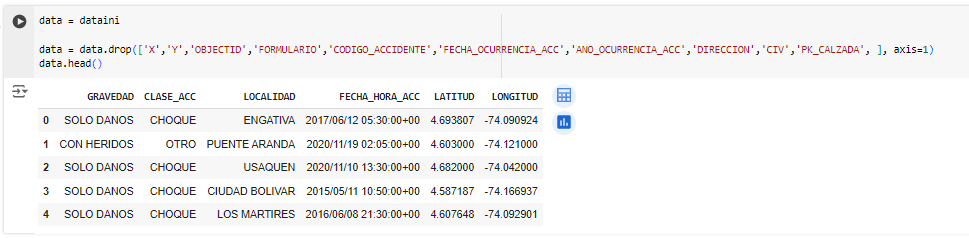 data = dataini
data = data.drop(['X','Y','OBJECTID','FORMULARIO','CODIGO_ACCIDENTE','FECHA_OCURRENCIA_ACC','ANO_OCURRENCIA_ACC','DIRECCION','CIV','PK_CALZADA', ], axis=1)
data.head()
GRAVEDAD CLASE_ACC LOCALIDAD FECHA_HORA_ACC LATITUD LONGITUD
0 SOLO DANOS CHOQUE ENGATIVA 2017/06/12 05:30:00+00 4.693807 -74.090924
1 CON HERIDOS OTRO PUENTE ARANDA 2020/11/19 02:05:00+00 4.603000 -74.121000
2 SOLO DANOS CHOQUE USAQUEN 2020/11/10 13:30:00+00 4.682000 -74.042000
3 SOLO DANOS CHOQUE CIUDAD BOLIVAR 2015/05/11 10:50:00+00 4.587187 -74.166937
4 SOLO DANOS CHOQUE LOS MARTIRES 2016/06/08 21:30:00+00 4.607648 -74.092901